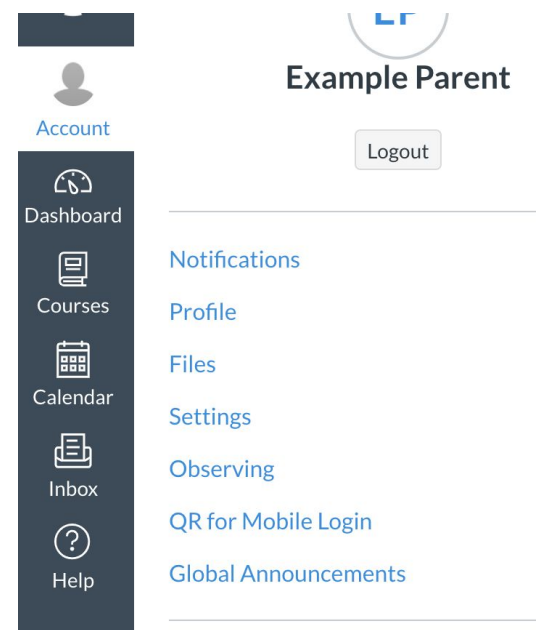 EP
Example Parent
Logout
Account
Dashboard
Courses
Calendar
Inbox
Help
Notifications
Profile
Files
Settings
Observing
QR for Mobile Login
Global Announcements